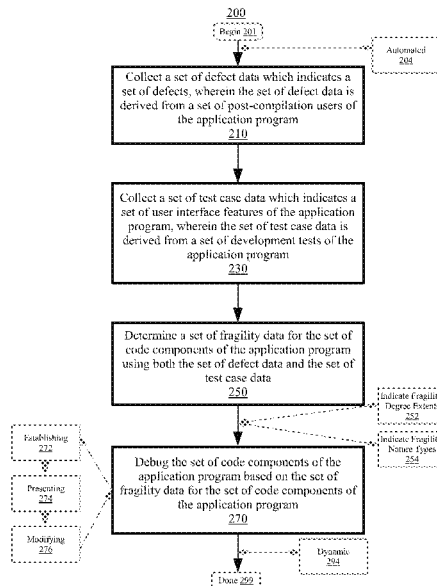 200
Begin 201
Automated
204
Collect a set of defect data which indicates a
set of defects, wherein the set of defect data is
derived from a set of post-compilation users of
the application program
210
Collect a set of test case data which indicates a
set of user interface features of the application
program, wherein the set of test case data is
derived from a set of development tests of the
application program
230
Determine a set of fragility data for the set of
code components of the application program
using both the set of defect data and the set of
test case data
250
Indicate Fragility
Degree Extent
252
Indicate Fragility
Nature Types
254
Establishing
272
Presenting
274
Modifying
276
Debug the set of code components of the
application program based on the set of
fragility data for the set of code components of
the application program
270
Dynamic
294
Done 299